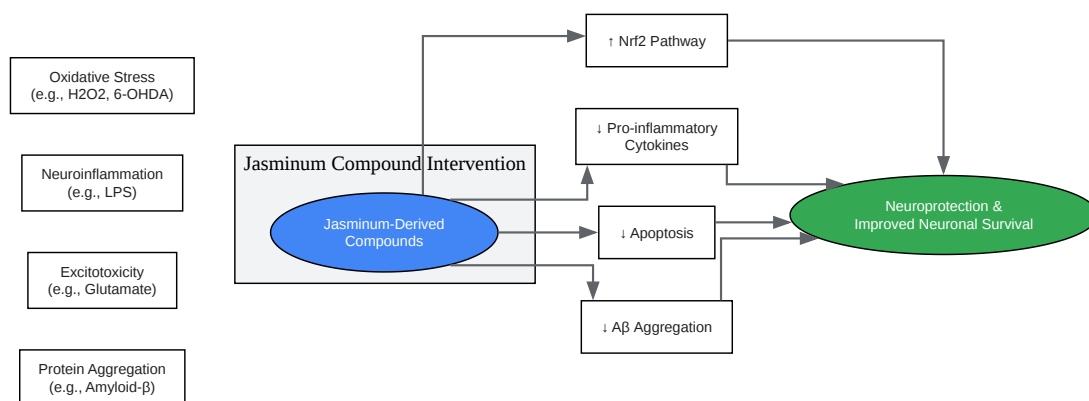 Oxidative Stress
(e.g., H2O2, 6-OHDA)
Neuroinflammation
(e.g., LPS)
Excitotoxicity
(e.g., Glutamate)
Protein Aggregation
(e.g., Amyloid-β)
Jasminum Compound Intervention
Jasminum-Derived
Compounds
↑ Nrf2 Pathway
↓ Pro-inflammatory
Cytokines
↓ Apoptosis
↓ Aβ Aggregation
Neuroprotection &
Improved Neuronal Survival